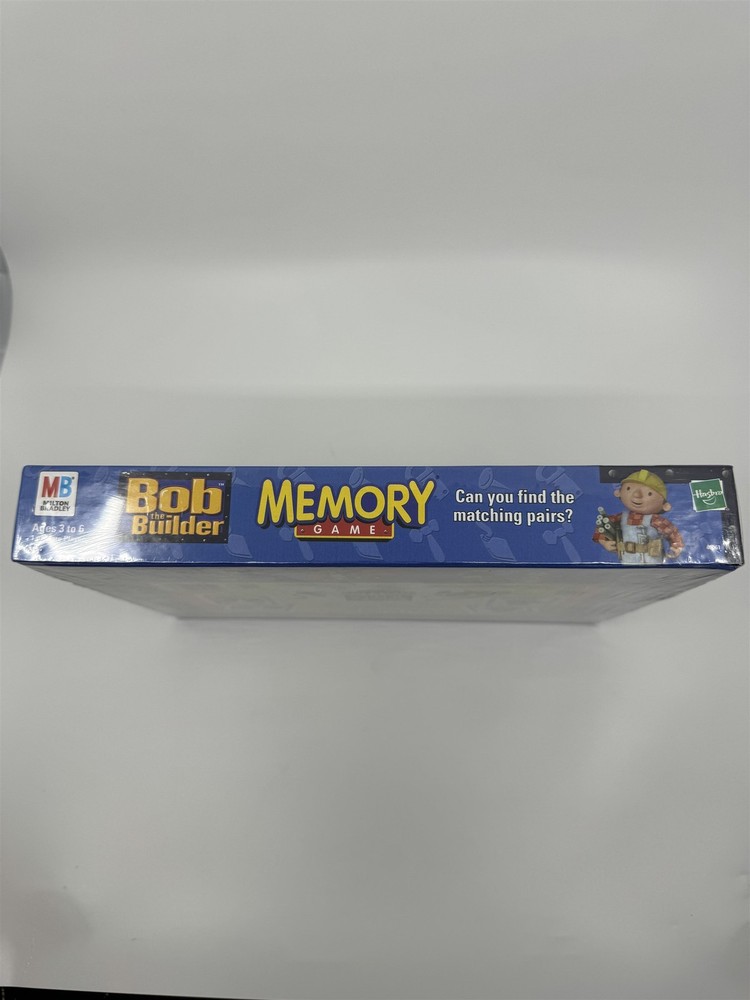 MB
MILTON
BRADLEY
Ages 3 to 6
Bob
the
Builder
MEMORY
GAME
Can you find the
matching pairs?
Hasbro